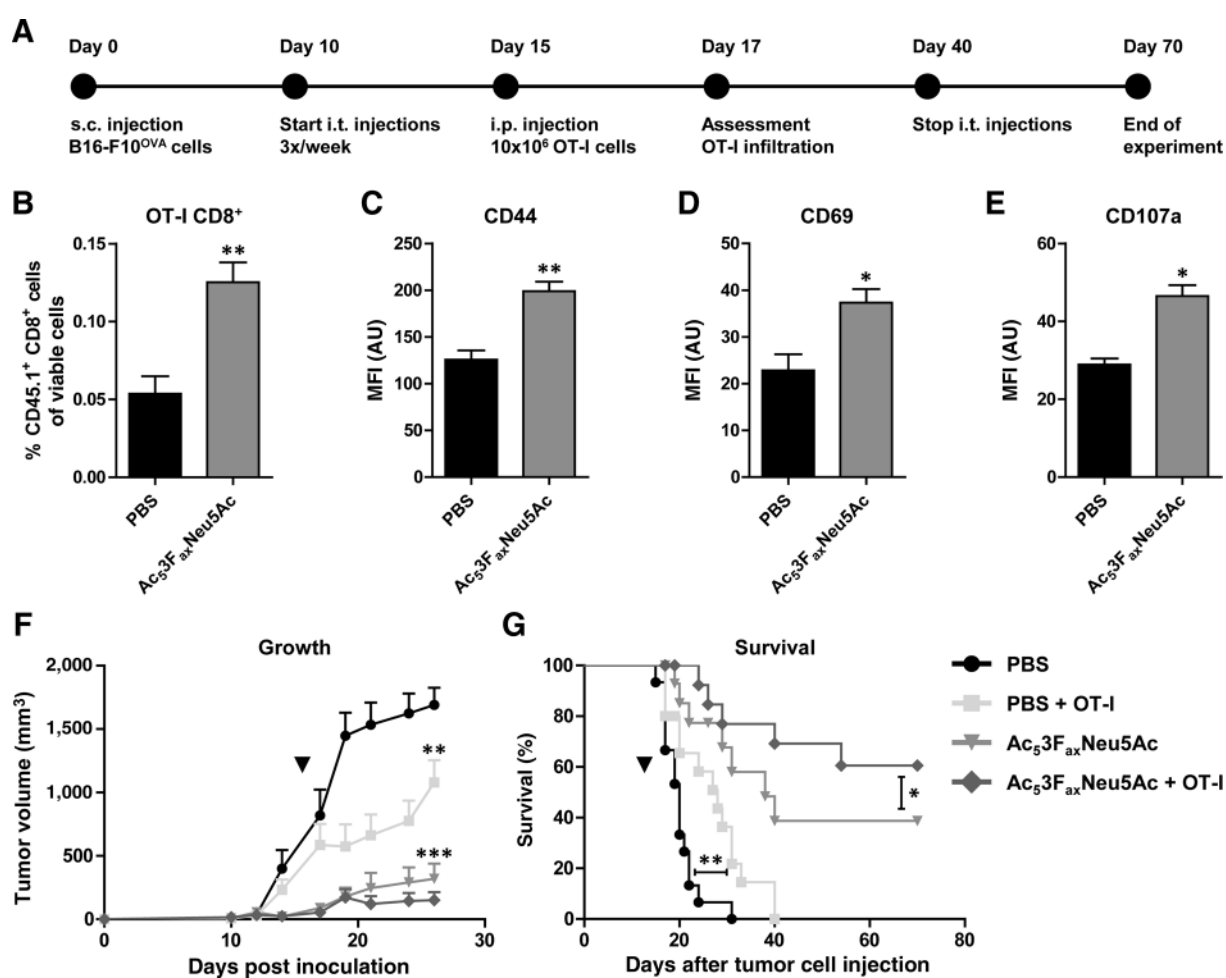 A
Day 0
Day 10
Day 15
Day 17
Day 40
Day 70
s.c. injection
B16-F10ᴼⱽᴬ cells
Start i.t. injections
3x/week
i.p. injection
10x10⁶ OT-I cells
Assessment
OT-I infiltration
Stop i.t. injections
End of
experiment
B
OT-I CD8⁺
% CD45.1⁺ CD8⁺ cells
of viable cells
0.15
0.10
0.05
0.00
**
PBS
Ac₅3FₐₓNeu5Ac
C
CD44
MFI (AU)
250
200
150
100
50
0
**
PBS
Ac₅3FₐₓNeu5Ac
D
CD69
MFI (AU)
50
40
30
20
10
0
*
PBS
Ac₅3FₐₓNeu5Ac
E
CD107a
MFI (AU)
60
40
20
0
*
PBS
Ac₅3FₐₓNeu5Ac
F
Growth
Tumor volume (mm³)
2,000
1,500
1,000
500
0
**
***
0
10
20
30
Days post inoculation
G
Survival
Survival (%)
100
80
60
40
20
0
**
*
0
20
40
60
80
Days after tumor cell injection
PBS
PBS + OT-I
Ac₅3FₐₓNeu5Ac
Ac₅3FₐₓNeu5Ac + OT-I